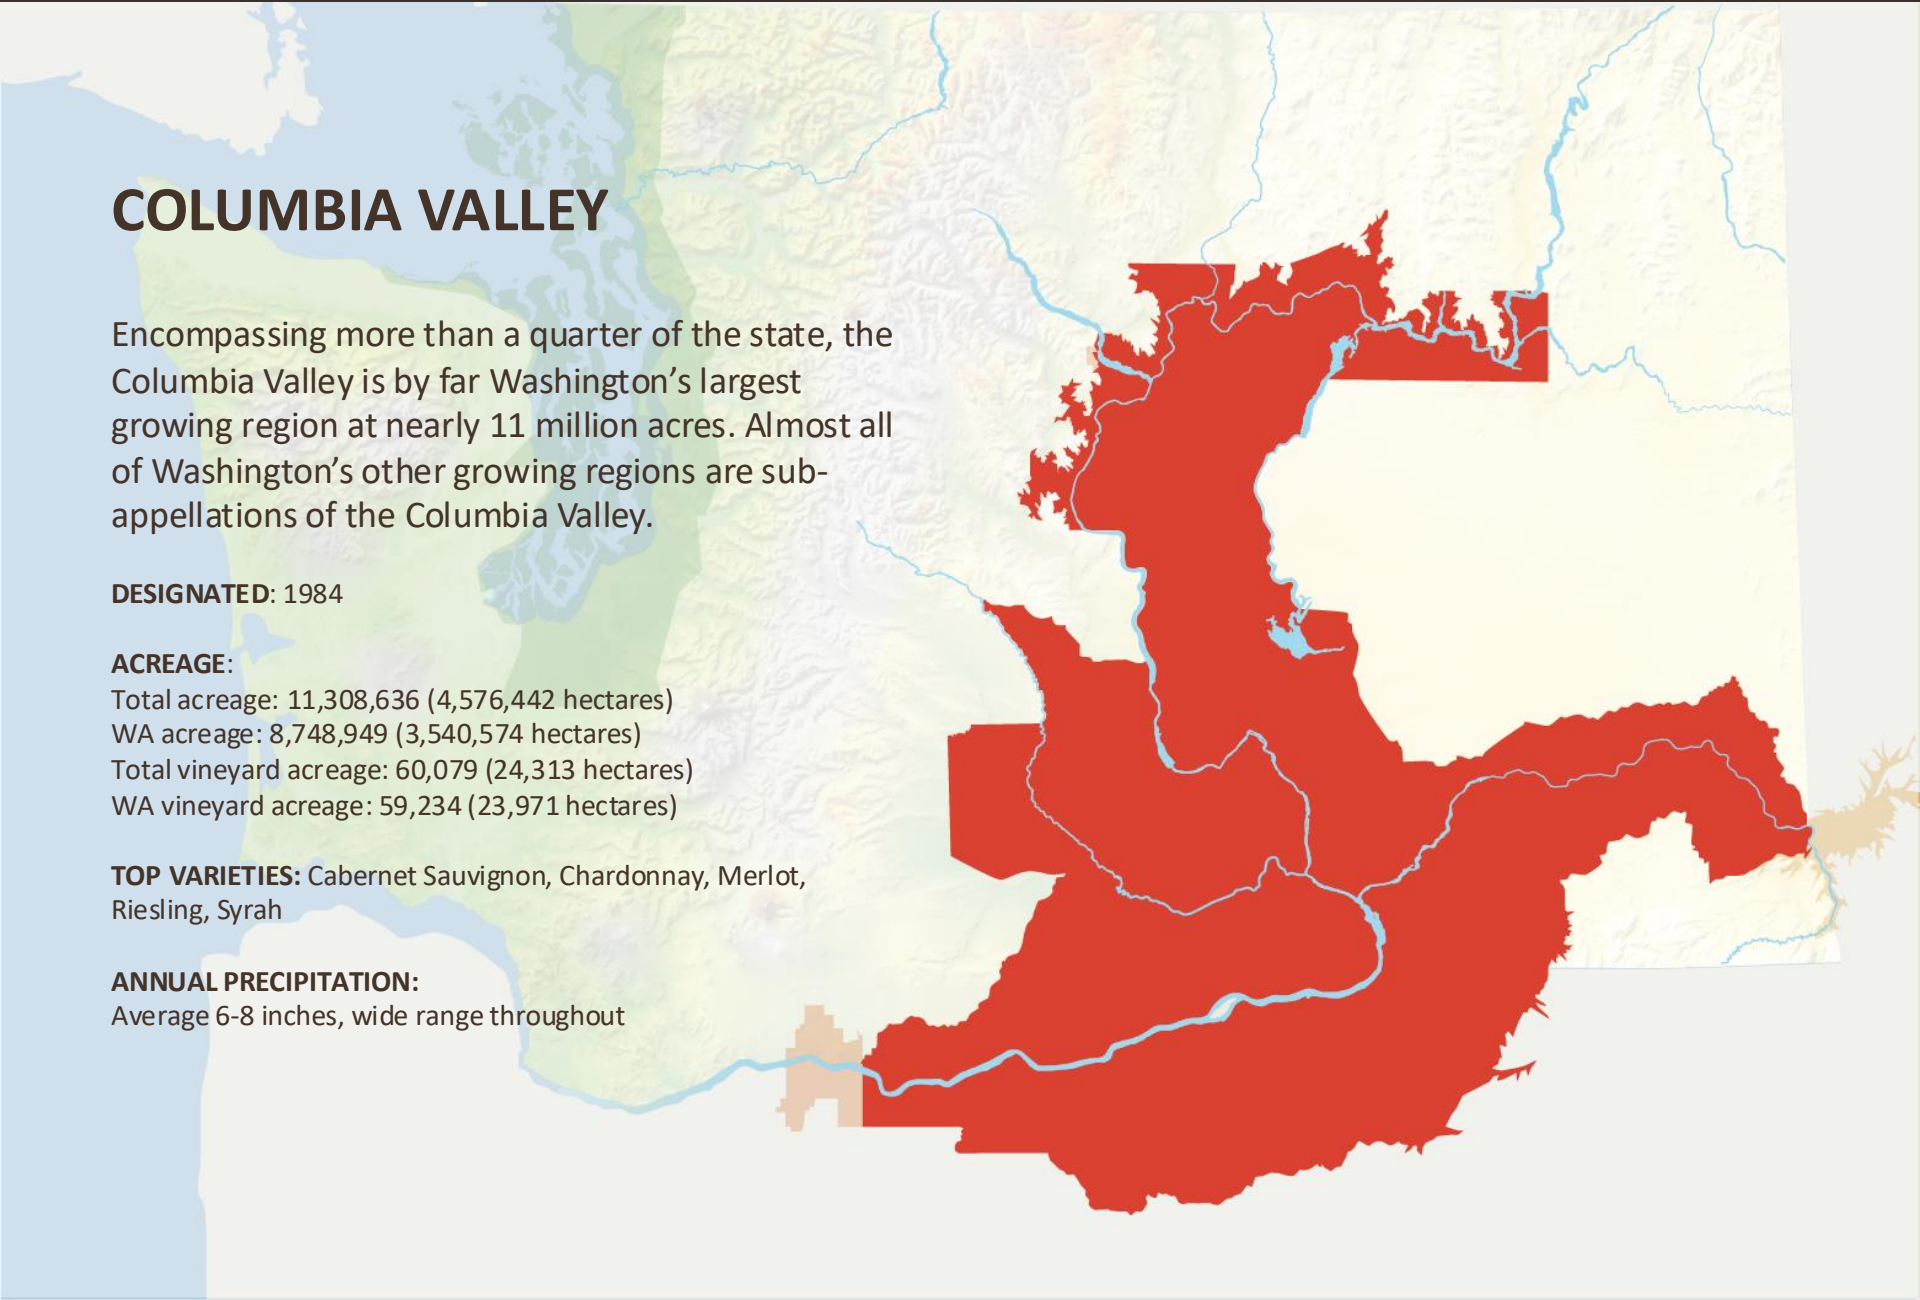 COLUMBIA VALLEY
Encompassing more than a quarter of the state, the
Columbia Valley is by far Washington’s largest
growing region at nearly 11 million acres. Almost all
of Washington’s other growing regions are sub-
appellations of the Columbia Valley.
DESIGNATED: 1984
ACREAGE:
Total acreage: 11,308,636 (4,576,442 hectares)
WA acreage: 8,748,949 (3,540,574 hectares)
Total vineyard acreage: 60,079 (24,313 hectares)
WA vineyard acreage: 59,234 (23,971 hectares)
TOP VARIETIES: Cabernet Sauvignon, Chardonnay, Merlot,
Riesling, Syrah
ANNUAL PRECIPITATION:
Average 6-8 inches, wide range throughout